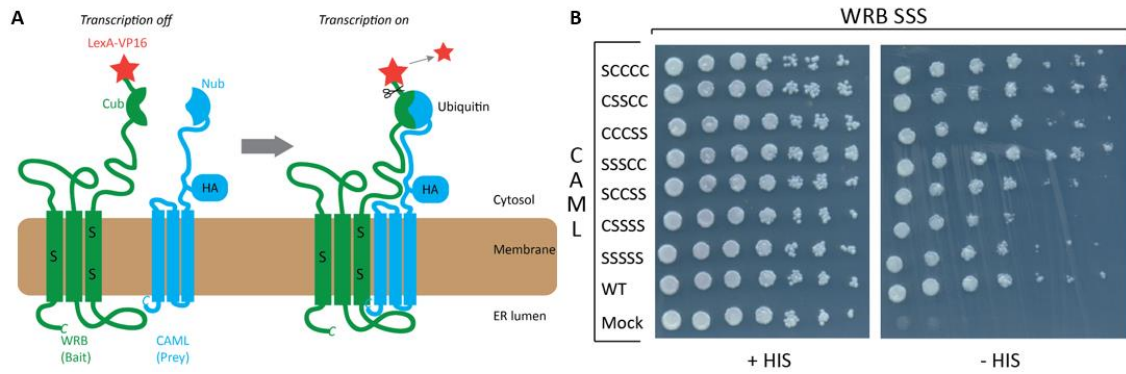 A
Transcription off
Transcription on
LexA-VP16
Nub
Cub
Ubiquitin
HA
HA
Cytosol
S
S
S
S
S
S
Membrane
C
C
C
C
ER lumen
WRB
(Bait)
CAML
(Prey)
B
WRB SSS
CAML
SCCCC
CSSCC
CCCSS
SSSCC
SCCSS
CSSSS
SSSSS
WT
Mock
+ HIS
- HIS